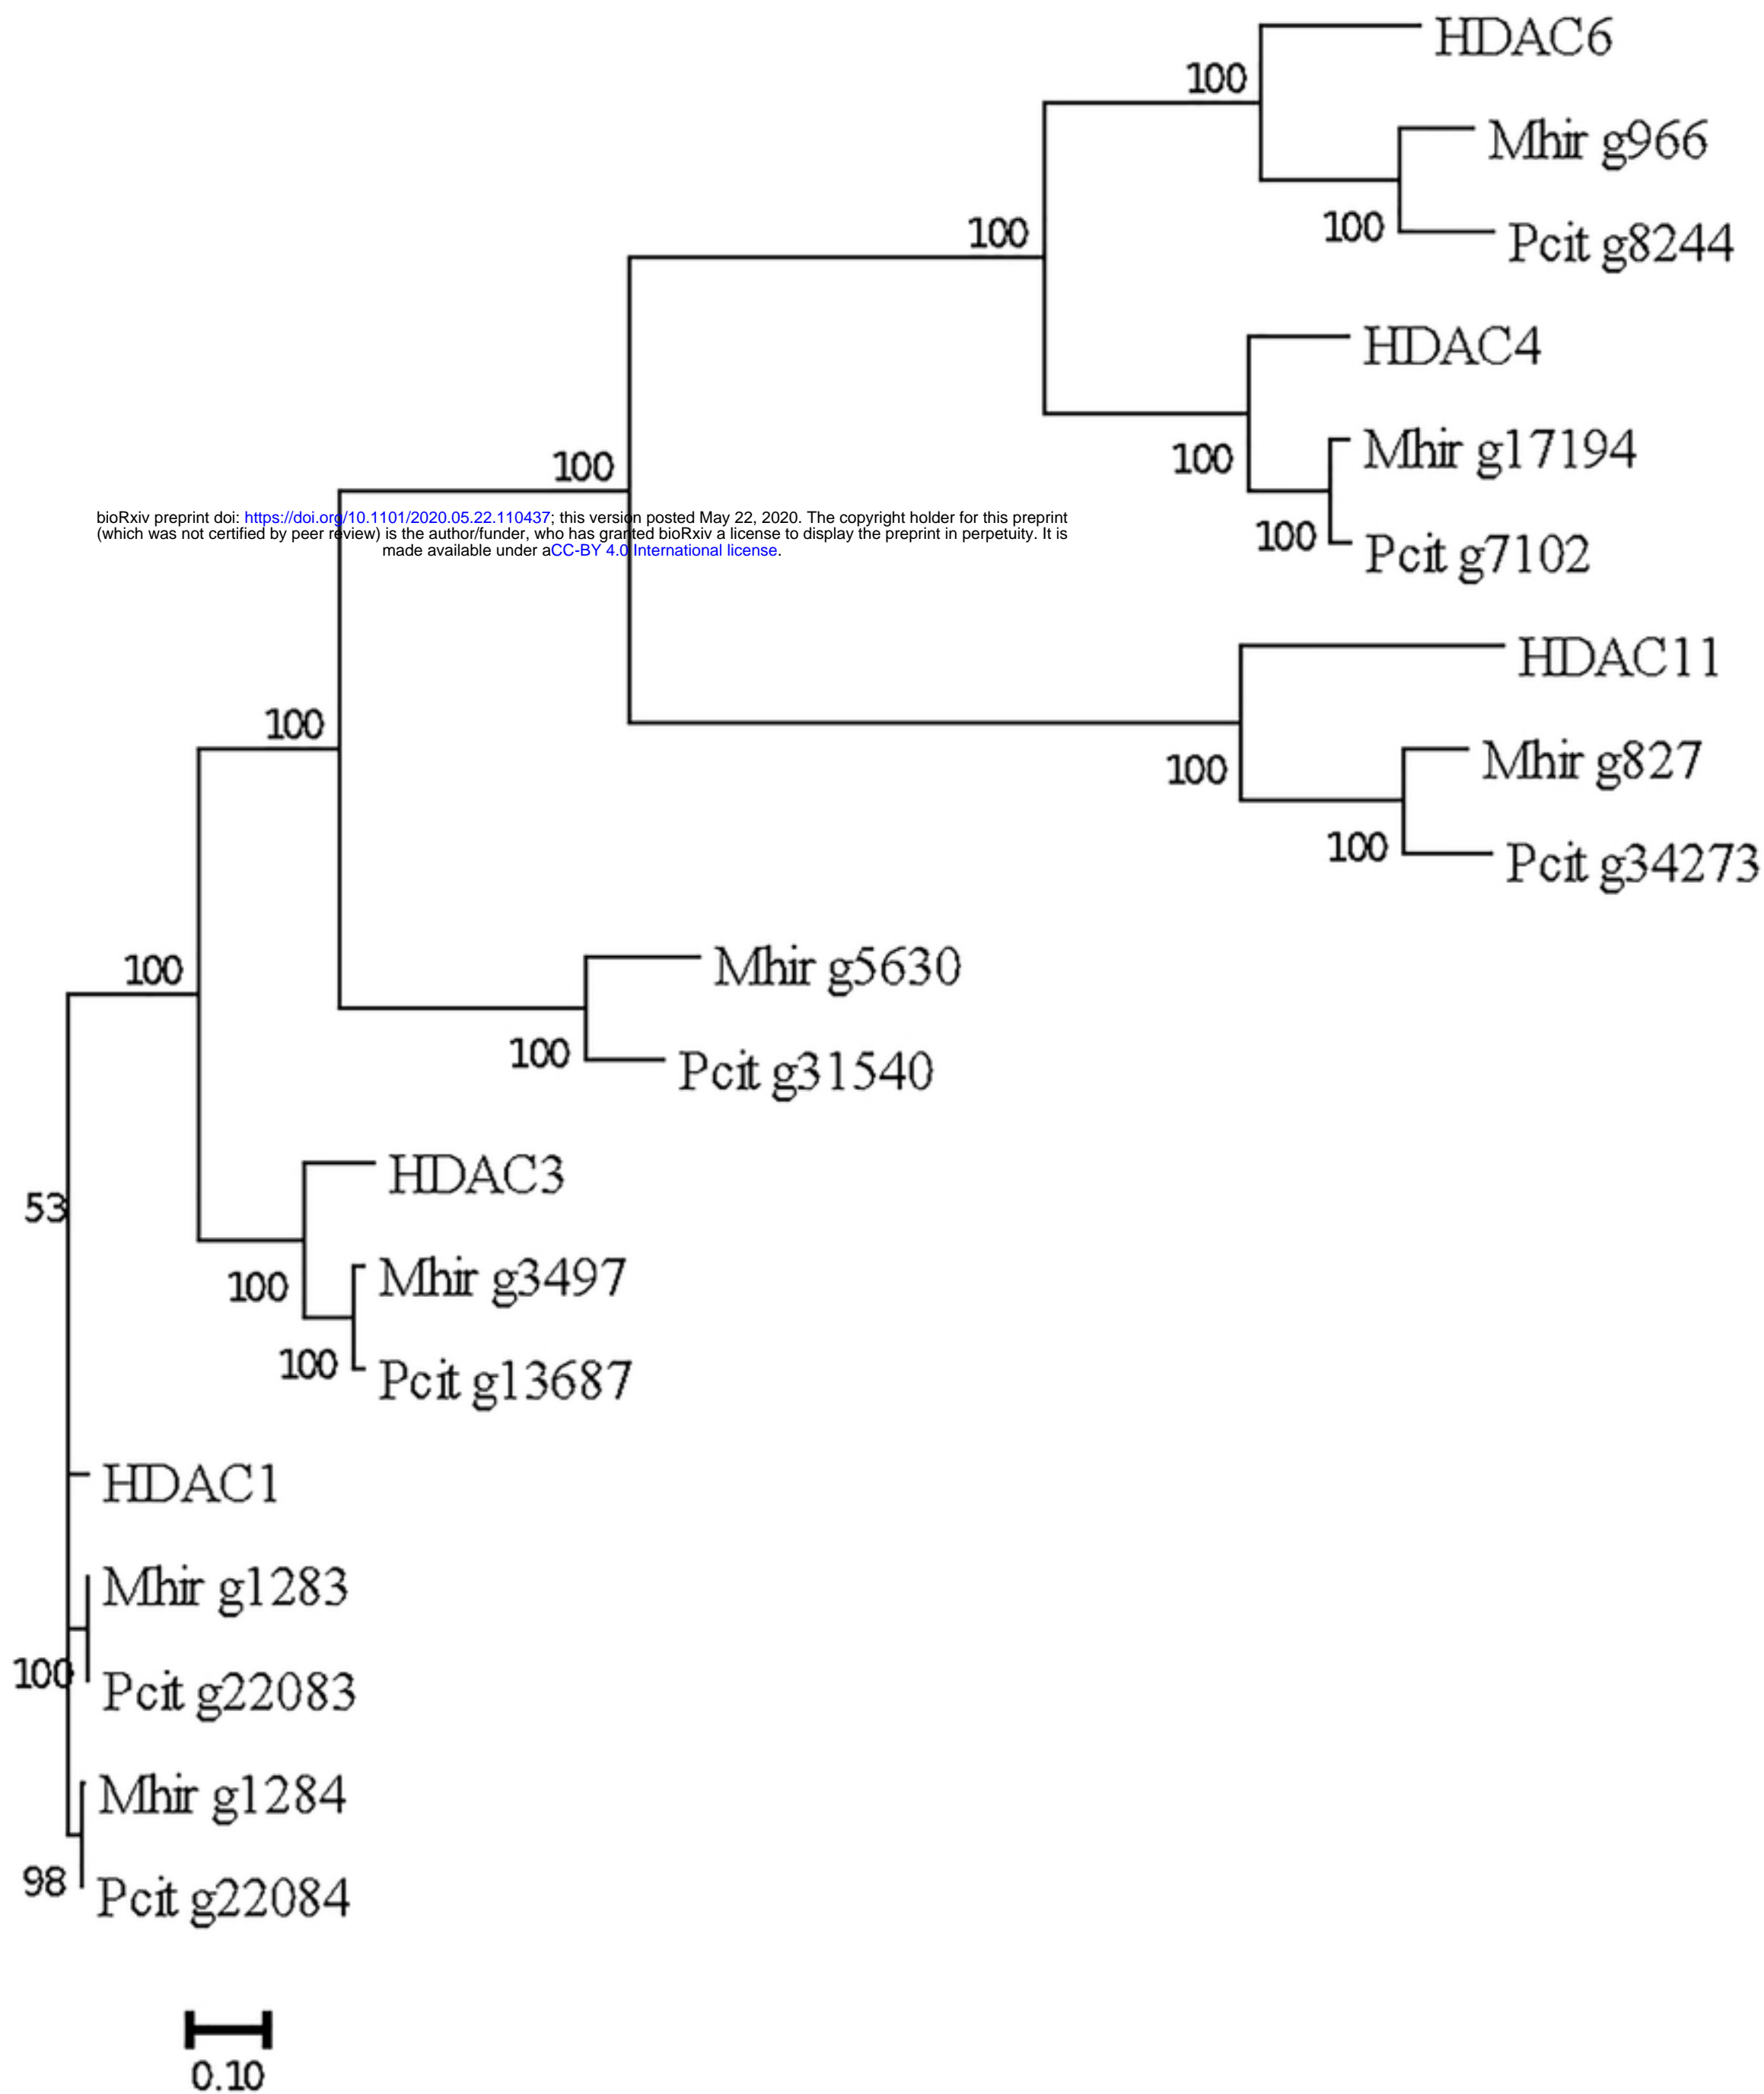 HDAC6
100
Mhir g966
100
Pcit g8244
100
HDAC4
Mhir g17194
100
100
bioRxiv preprint doi: https://doi.org/10.1101/2020.05.22.110437; this version posted May 22, 2020. The copyright holder for this preprint
(which was not certified by peer review) is the author/funder, who has granted bioRxiv a license to display the preprint in perpetuity. It is
made available under aCC-BY 4.0 International license.
100
Pcit g7102
HDAC11
100
Mhir g827
100
100
Pcit g34273
Mhir g5630
100
100
Pcit g31540
HDAC3
53
Mhir g3497
100
100
Pcit g13687
HDAC1
Mhir g1283
100
Pcit g22083
Mhir g1284
98
Pcit g22084
0.10